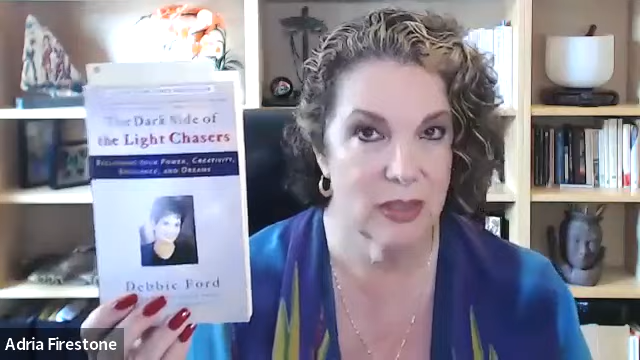 The Dark Side of
the Light Chasers
Reclaiming Your Power, Creativity,
Brilliance, and Dreams
Debbie Ford
Adria Firestone